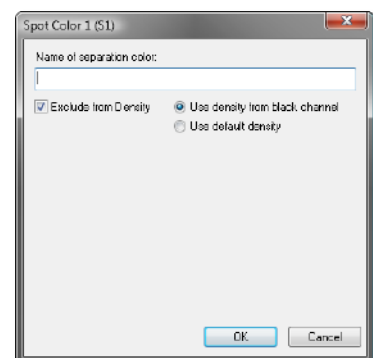 Spot Color 1 (S1)
Name of separation color:
Exclude from Density
Use density from black channel
Use default density
OK
Cancel